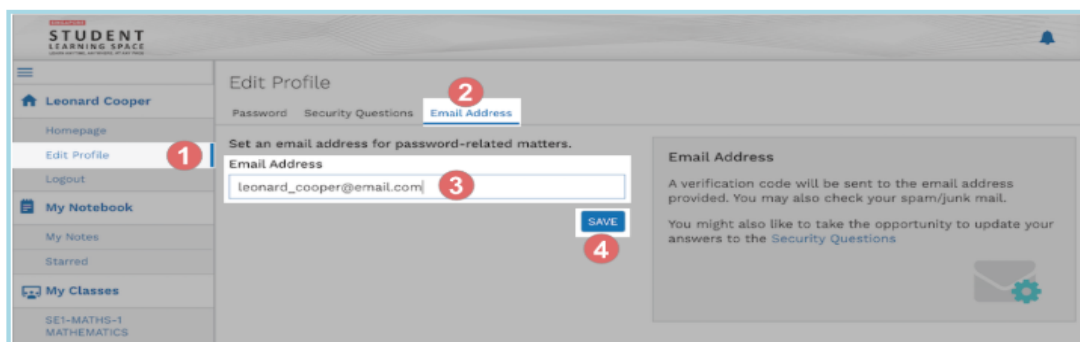 SINGAPORE
STUDENT
LEARNING SPACE
Edit Profile
Leonard Cooper
Homepage
Edit Profile
Logout
My Notebook
My Notes
Starred
My Classes
SE1-MATHS-1
MATHEMATICS
1
2
Password Security Questions Email Address
Set an email address for password-related matters.
Email Address
leonard_cooper@email.com
3
SAVE
4
Email Address
A verification code will be sent to the email address
provided. You may also check your spam/junk mail.
You might also like to take the opportunity to update your
answers to the Security Questions